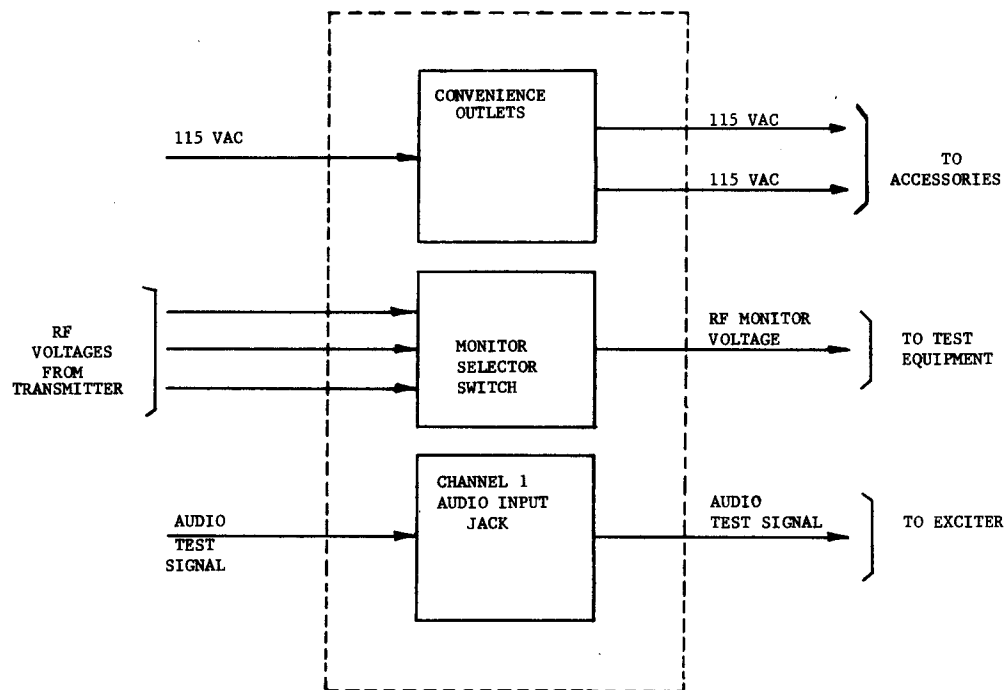 CONVENIENCE
OUTLETS
115 VAC
115 VAC
115 VAC
TO
ACCESSORIES
RF
VOLTAGES
FROM
TRANSMITTER
MONITOR
SELECTOR
SWITCH
RF MONITOR
VOLTAGE
TO TEST
EQUIPMENT
CHANNEL 1
AUDIO INPUT
JACK
AUDIO
TEST
SIGNAL
AUDIO
TEST SIGNAL
TO EXCITER